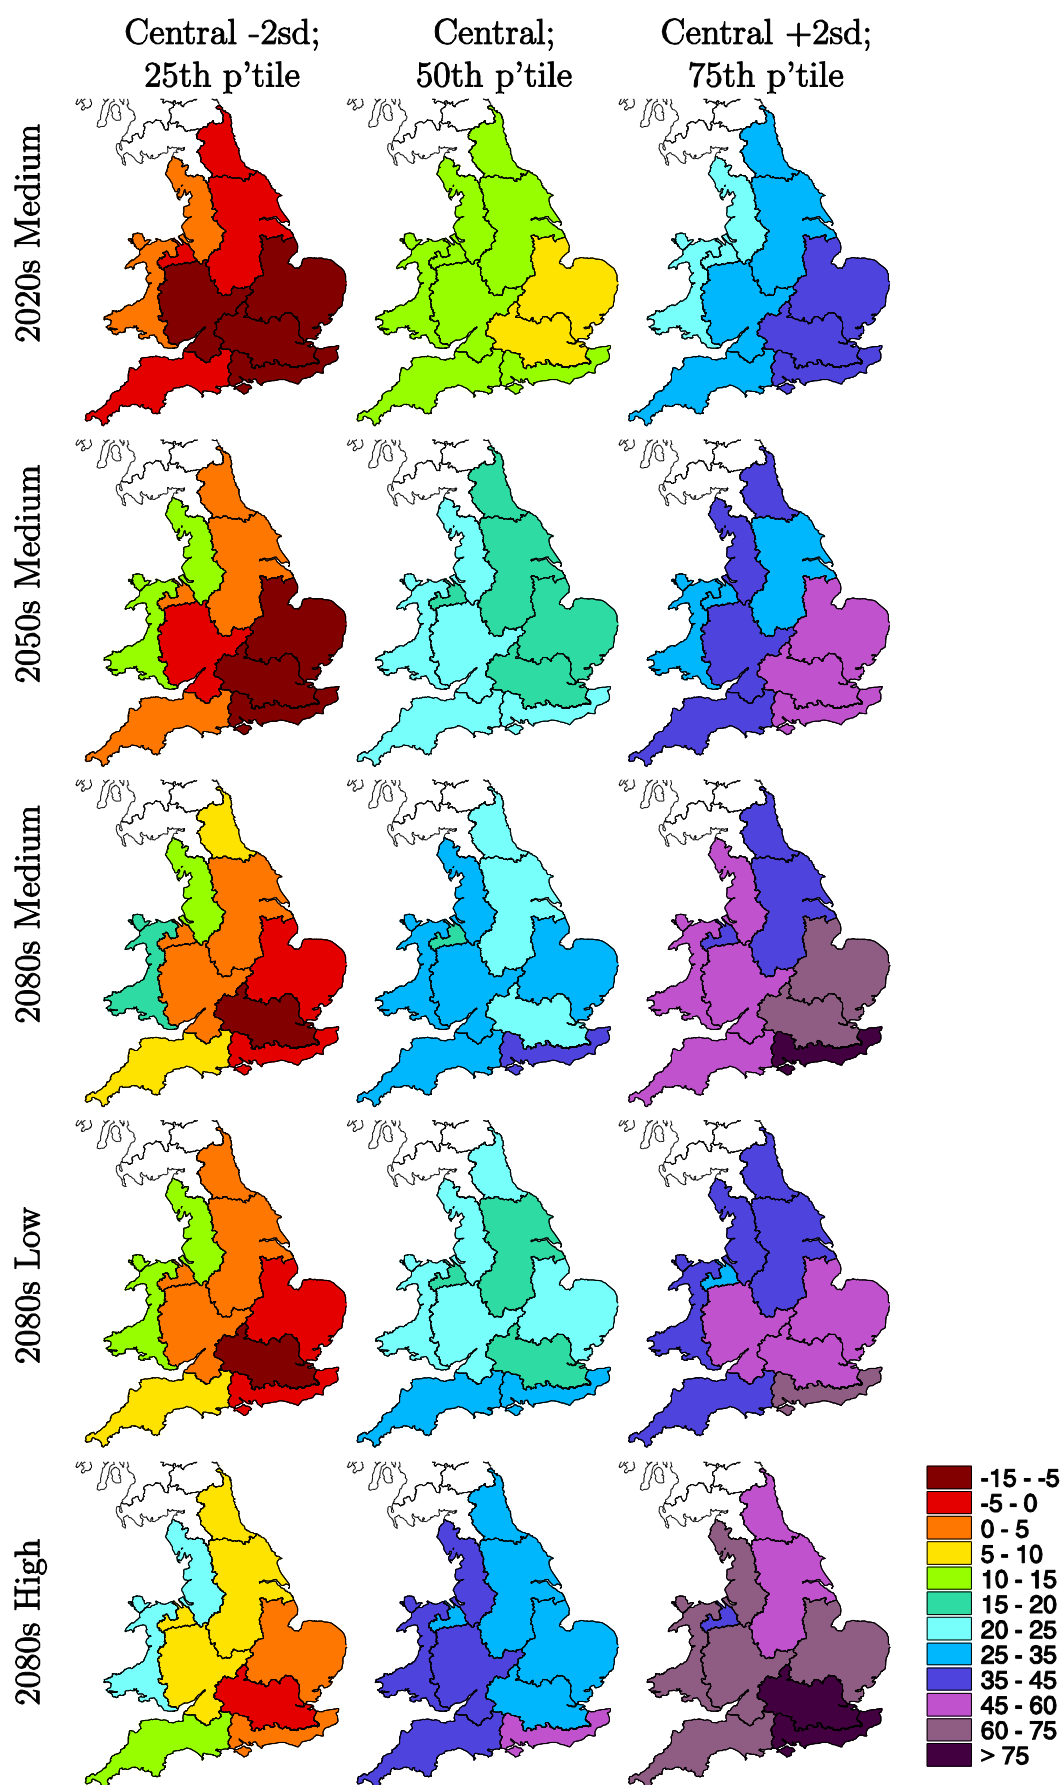 Central -2sd;
25th p'tile
Central;
50th p'tile
Central +2sd;
75th p'tile
2020s Medium
2050s Medium
2080s Medium
2080s Low
2080s High
-15 - -5
-5 - 0
0 - 5
5 - 10
10 - 15
15 - 20
20 - 25
25 - 35
35 - 45
45 - 60
60 - 75
> 75